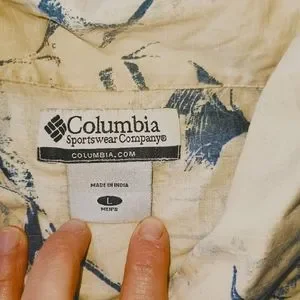 Columbia
Sportswear Company®
COLUMBIA.COM
MADE IN INDIA
L
MEN'S